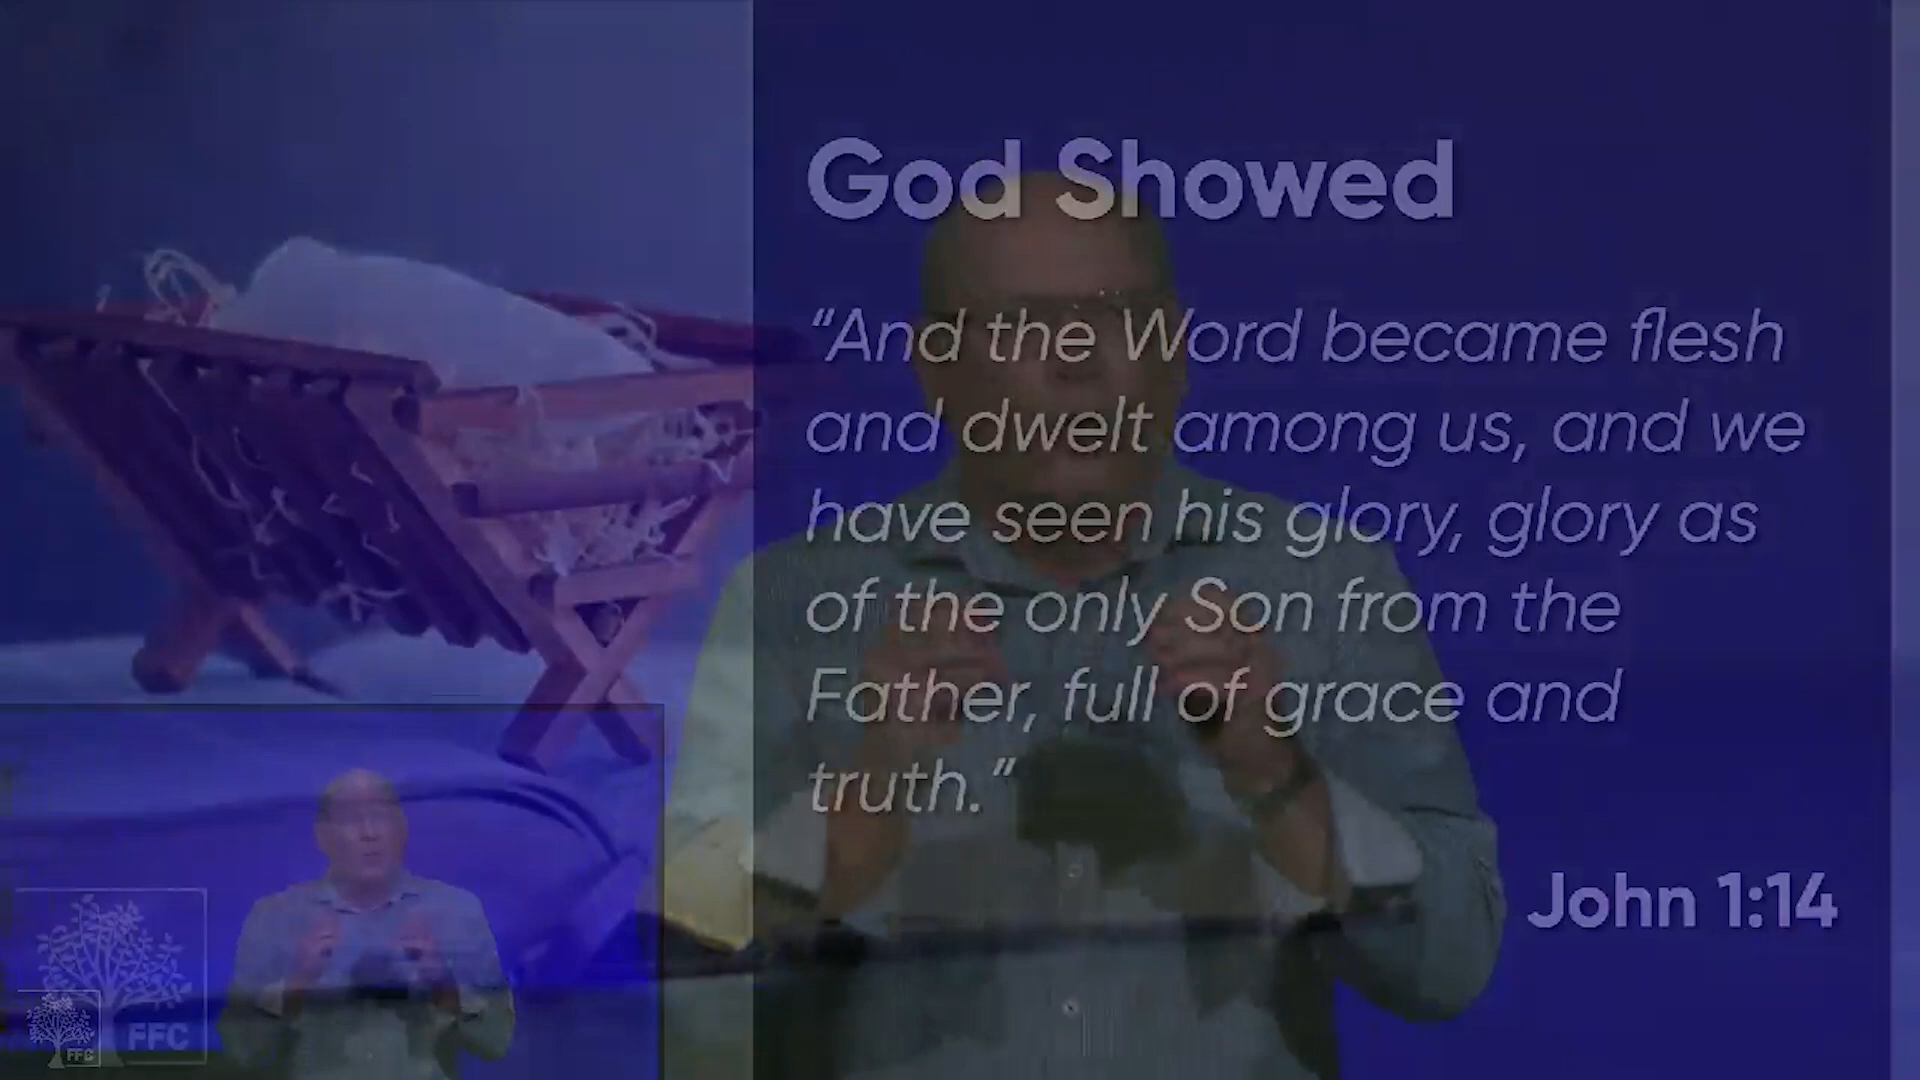 God Showed
“And the Word became flesh
and dwelt among us, and we
have seen his glory, glory as
of the only Son from the
Father, full of grace and
truth.”
John 1:14
FFC
FFC